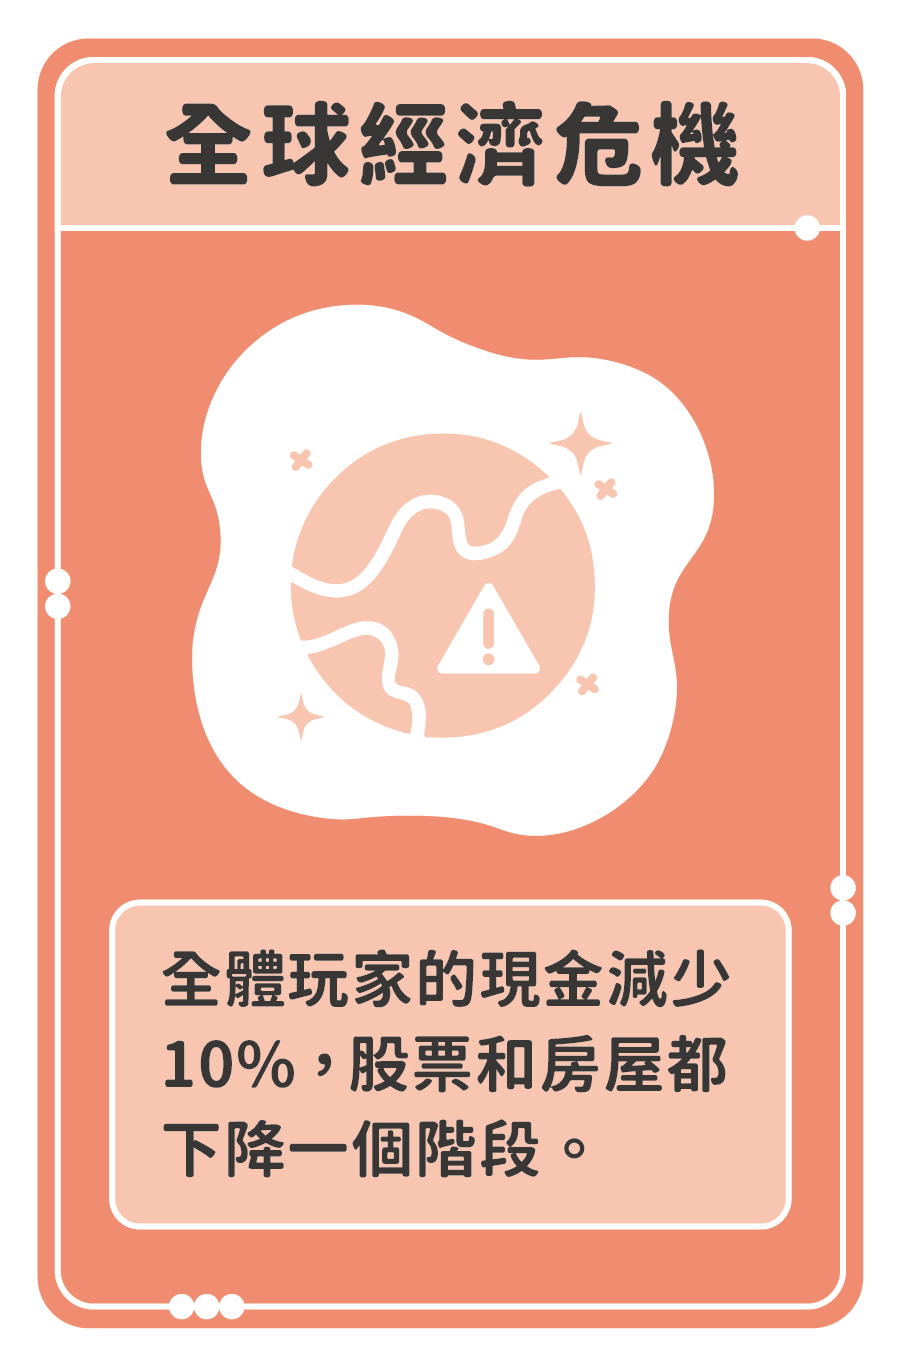 全球經濟危機
全體玩家的現金減少
10%，股票和房屋都
下降一個階段。